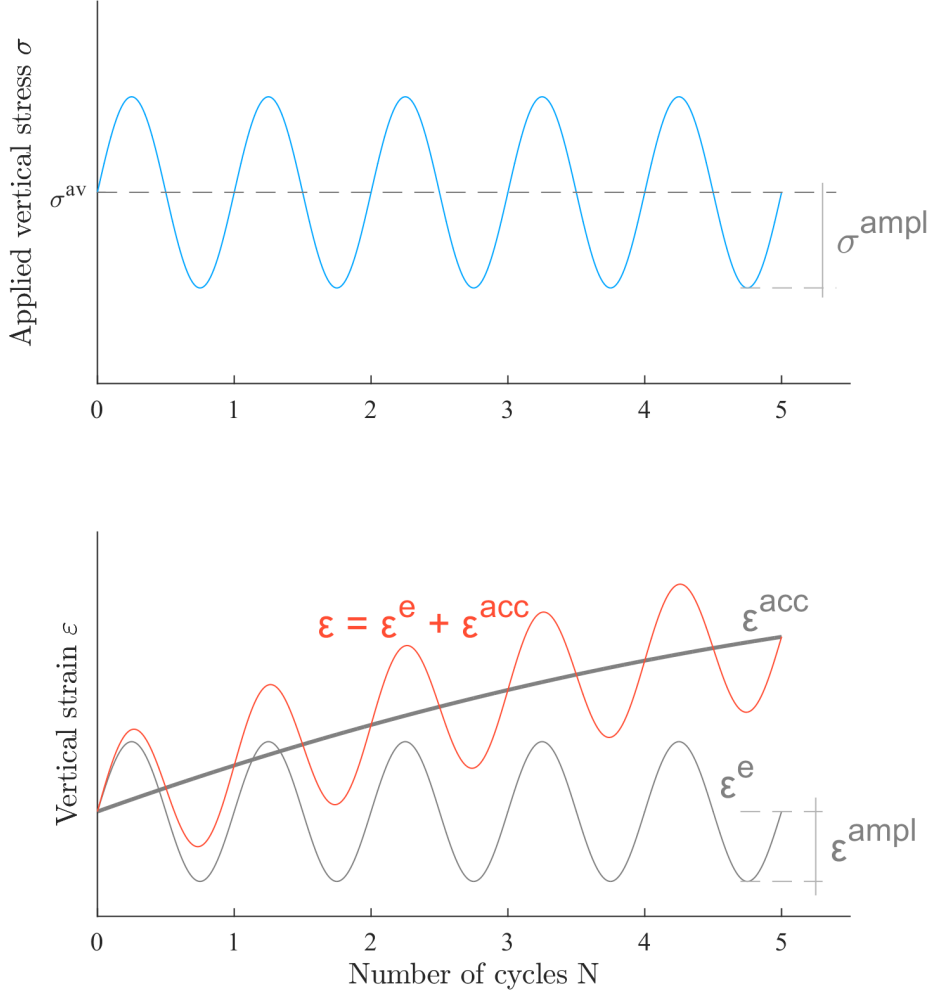 Applied vertical stress σ
σ^av
σ^ampl
0 1 2 3 4 5
Vertical strain ε
ε = ε^e + ε^acc
ε^acc
ε^e
ε^ampl
0 1 2 3 4 5
Number of cycles N